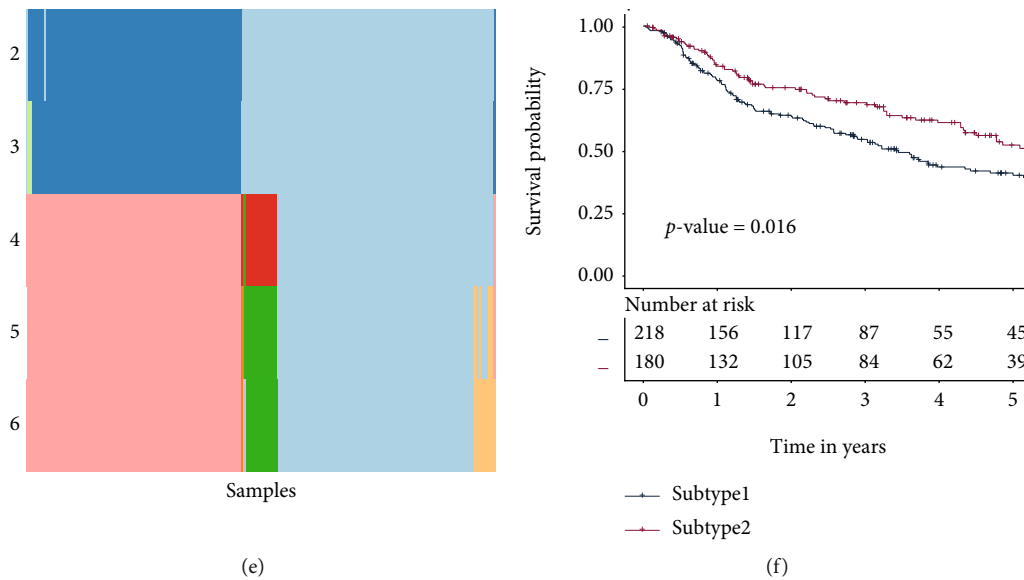 2
3
4
5
6
Samples
(e)
Survival probability
1.00
0.75
0.50
0.25
0.00
p-value = 0.016
Number at risk
– 218 156 117 87 55 45
– 180 132 105 84 62 39
0 1 2 3 4 5
Time in years
Subtype1
Subtype2
(f)